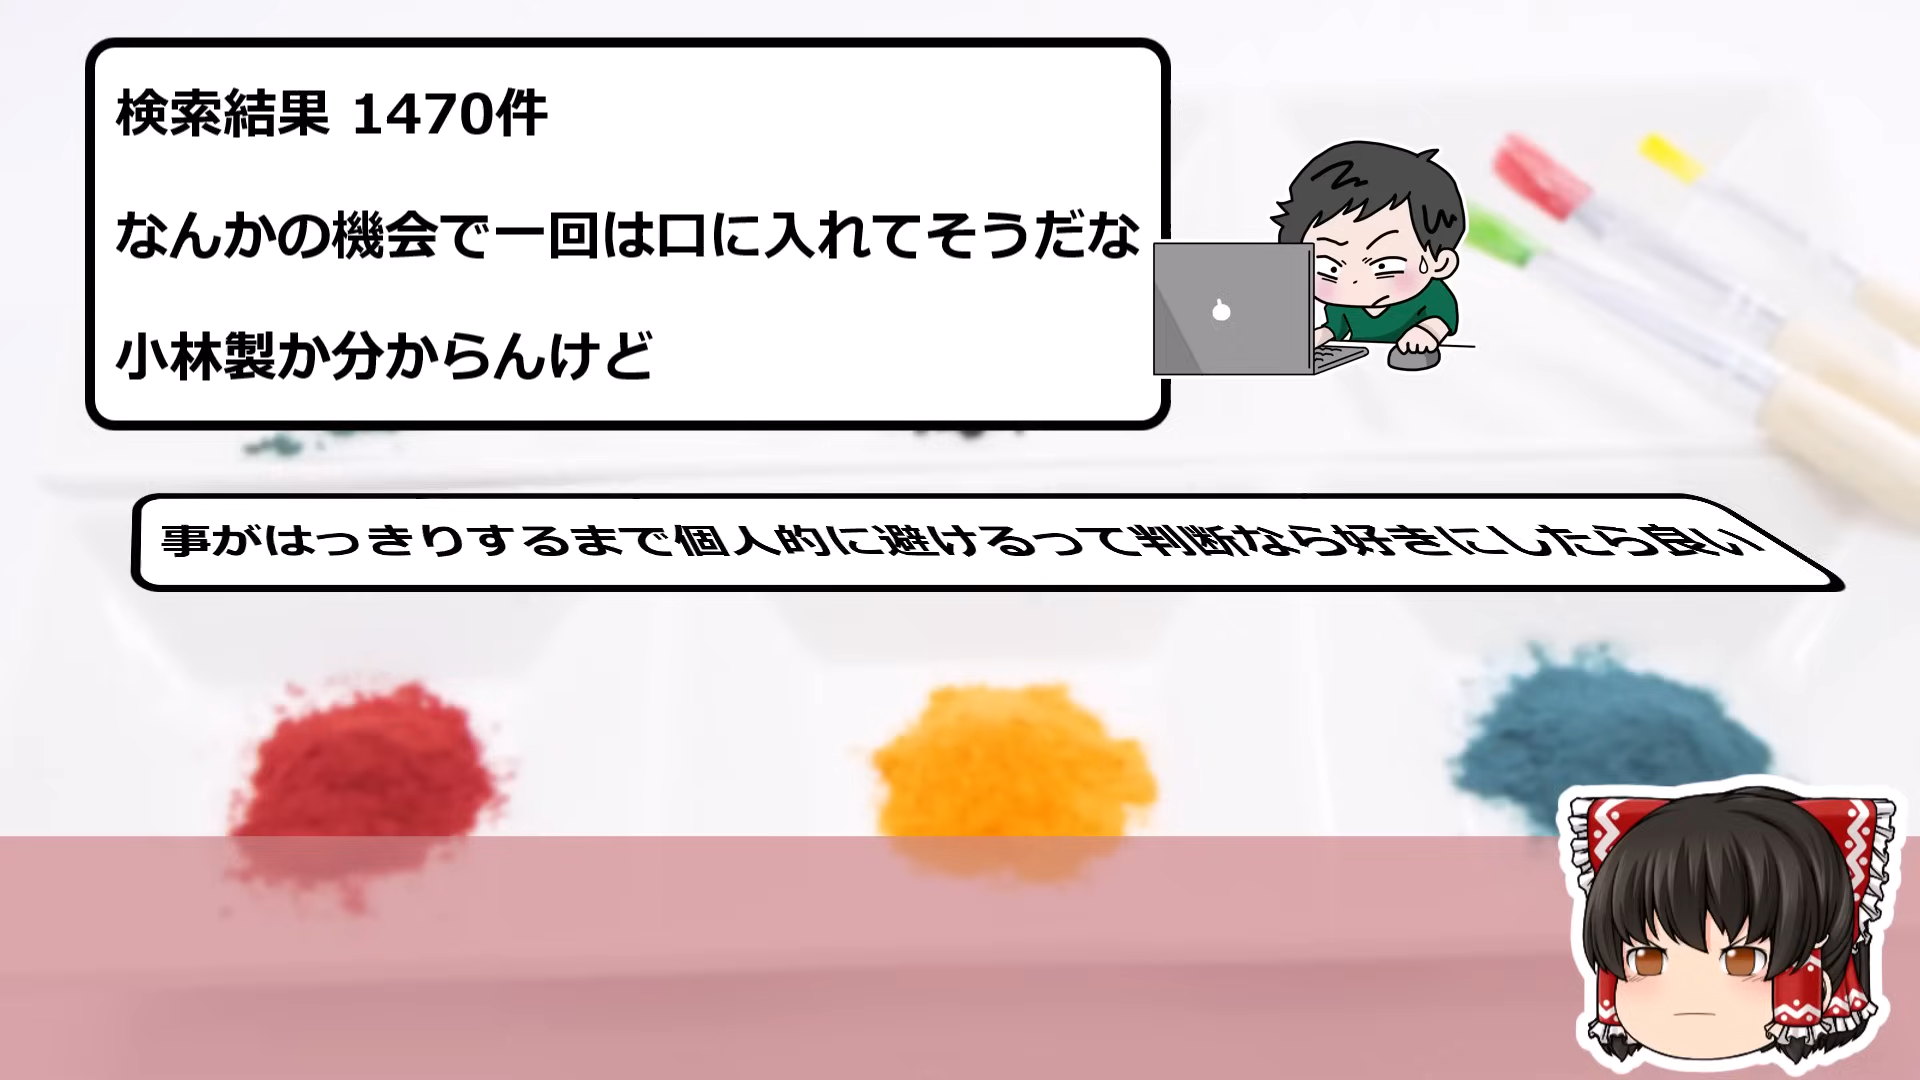 検索結果 1470件
なんかの機会で一回は口に入れてそうだな
小林製か分からんけど
事がはっきりするまで個人的に避けるって判断なら好きにしたら良い